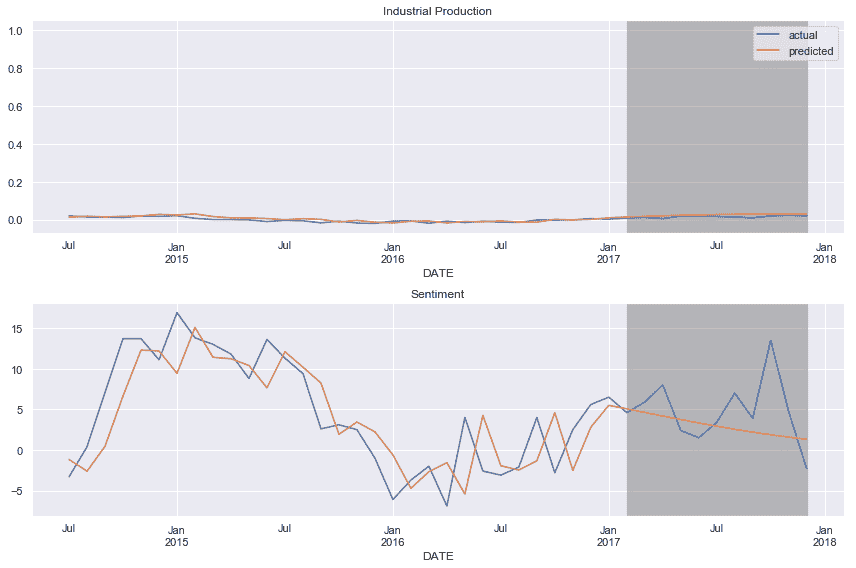 Industrial Production
1.0
0.8
0.6
0.4
0.2
0.0
actual
predicted
Jul Jan Jul Jan Jul Jan Jul Jan
2015 2016 2017 2018
DATE
Sentiment
15
10
5
0
−5
Jul Jan Jul Jan Jul Jan Jul Jan
2015 2016 2017 2018
DATE